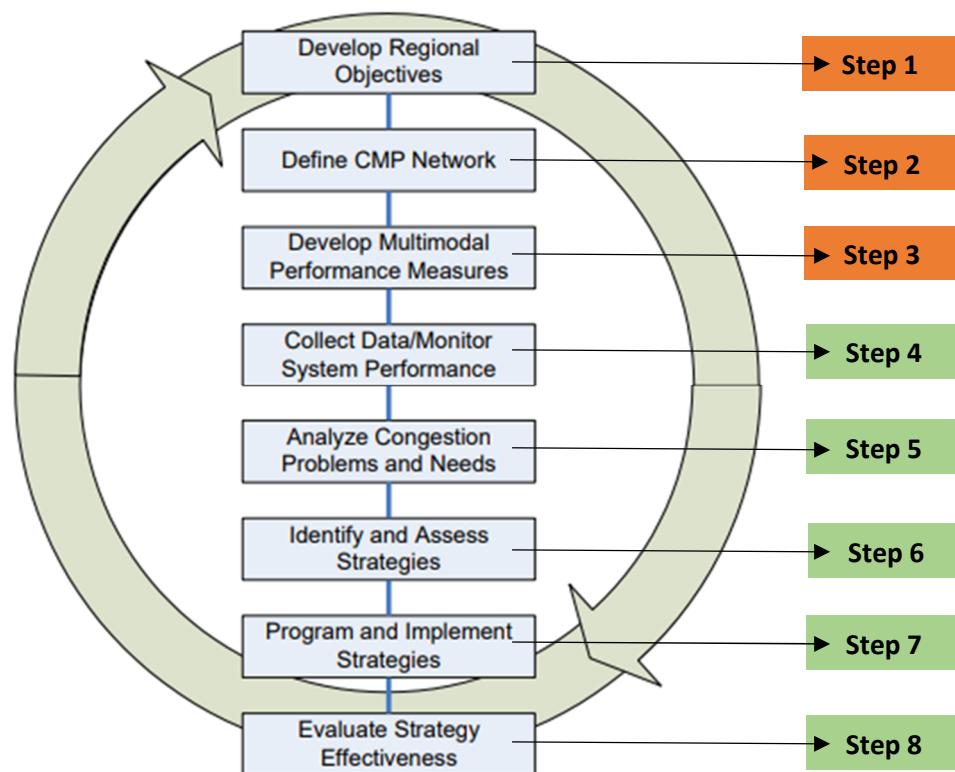 Develop Regional
Objectives
Step 1
Define CMP Network
Step 2
Develop Multimodal
Performance Measures
Step 3
Collect Data/Monitor
System Performance
Step 4
Analyze Congestion
Problems and Needs
Step 5
Identify and Assess
Strategies
Step 6
Program and Implement
Strategies
Step 7
Evaluate Strategy
Effectiveness
Step 8